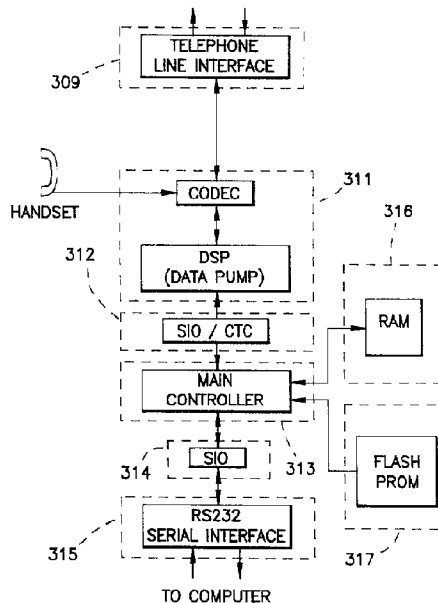 TELEPHONE
LINE INTERFACE
309
311
CODEC
HANDSET
316
312
DSP
(DATA PUMP)
RAM
SIO / CTC
MAIN
CONTROLLER
314
SIO
313
FLASH
PROM
RS232
SERIAL INTERFACE
315
317
TO COMPUTER